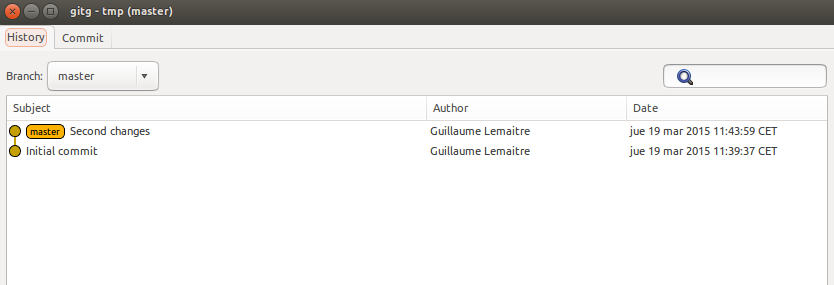 gitg - tmp (master)
History Commit
Branch: master
Subject Author Date
master Second changes Guillaume Lemaitre jue 19 mar 2015 11:43:59 CET
Initial commit Guillaume Lemaitre jue 19 mar 2015 11:39:37 CET